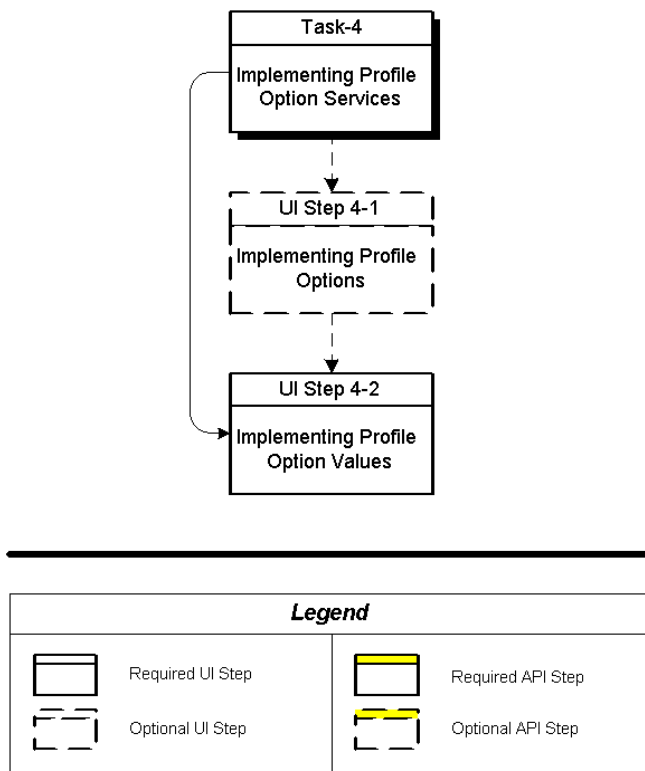 Task-4
Implementing Profile
Option Services
UI Step 4-1
Implementing Profile
Options
UI Step 4-2
Implementing Profile
Option Values
Legend
Required UI Step
Required API Step
Optional UI Step
Optional API Step